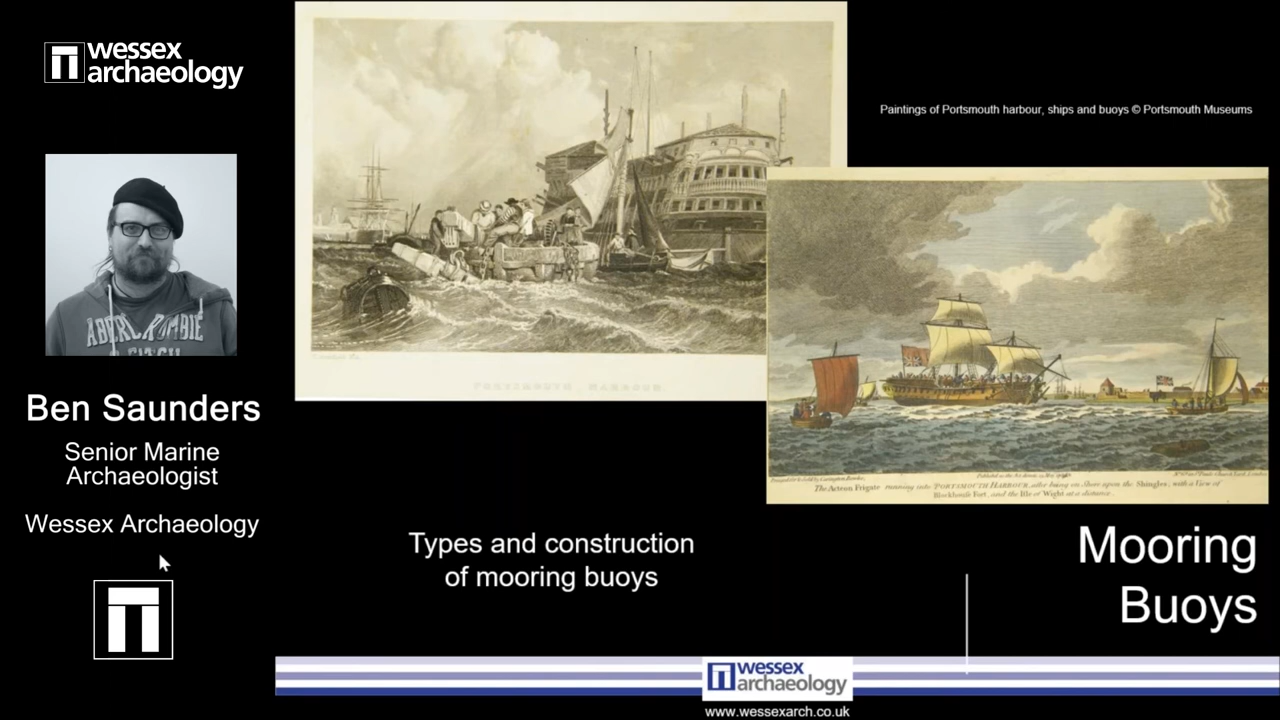 wessex
archaeology
Paintings of Portsmouth harbour, ships and buoys © Portsmouth Museums
ABERCROMBIE
PORTSMOUTH HARBOUR
The Acteon Frigate running into PORTSMOUTH HARBOUR, after being on Shore upon the Shingles; with a View of
Blockhouse Fort, and the Isle of Wight at a distance.
Ben Saunders
Senior Marine
Archaeologist
Wessex Archaeology
Types and construction
of mooring buoys
Mooring
Buoys
wessex
archaeology
www.wessexarch.co.uk